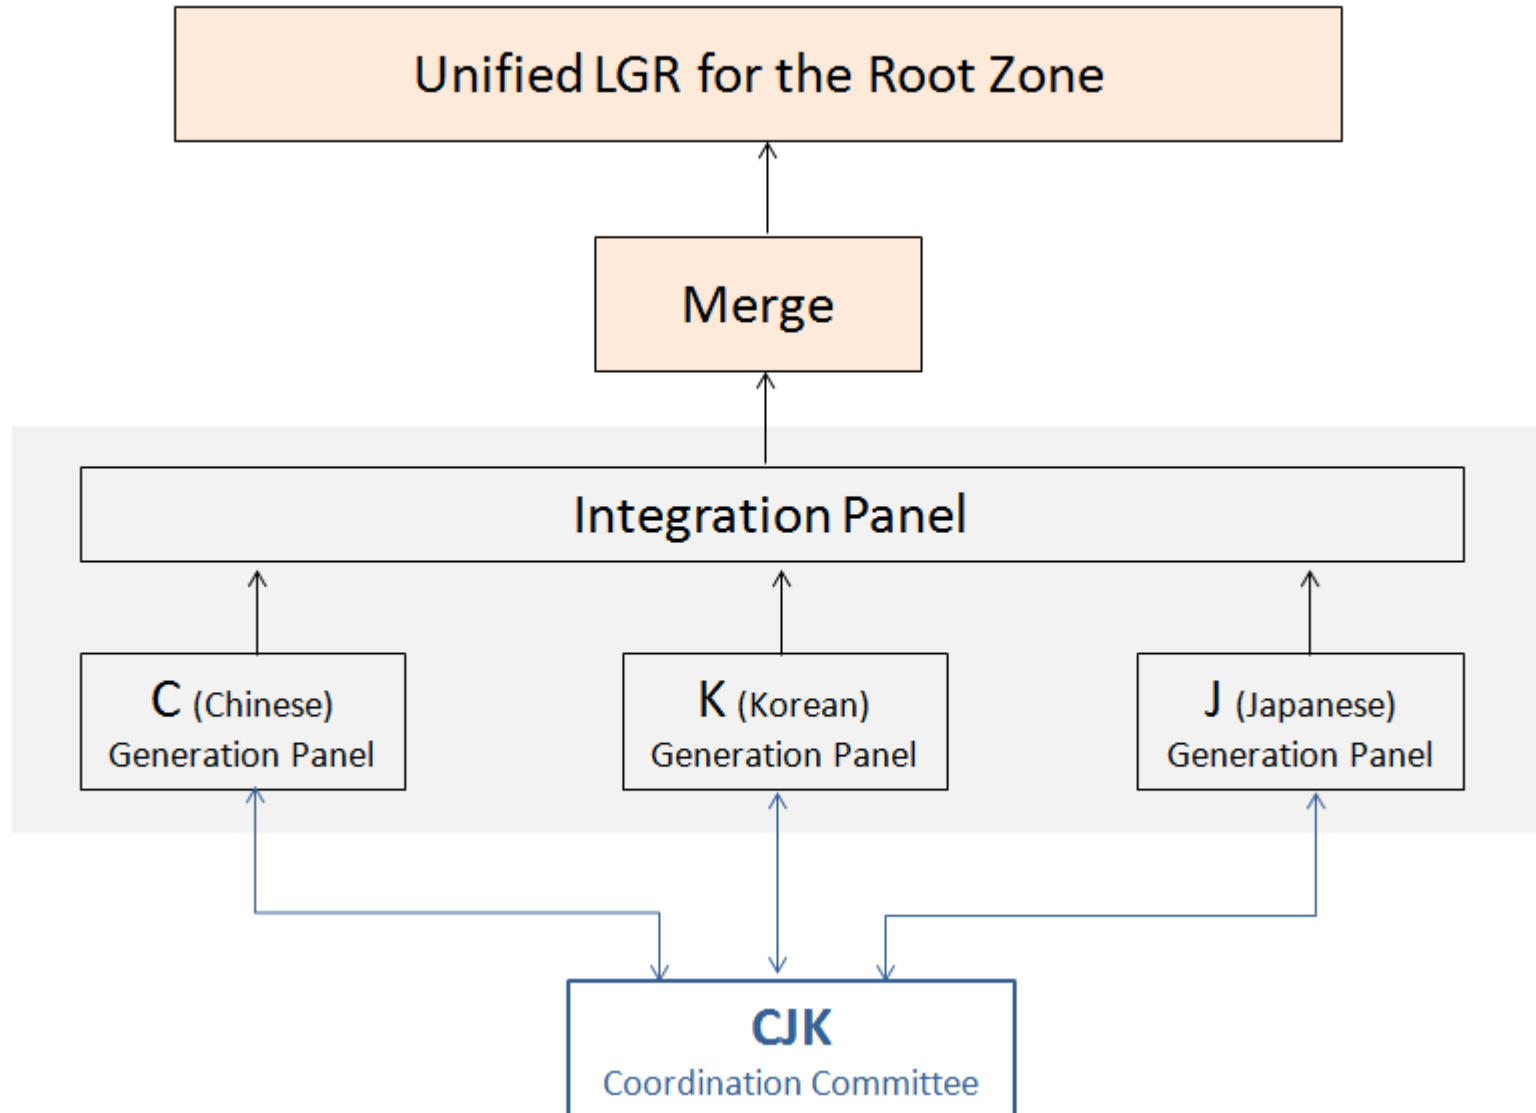 Unified LGR for the Root Zone
Merge
Integration Panel
C (Chinese)
Generation Panel
K (Korean)
Generation Panel
J (Japanese)
Generation Panel
CJK
Coordination Committee